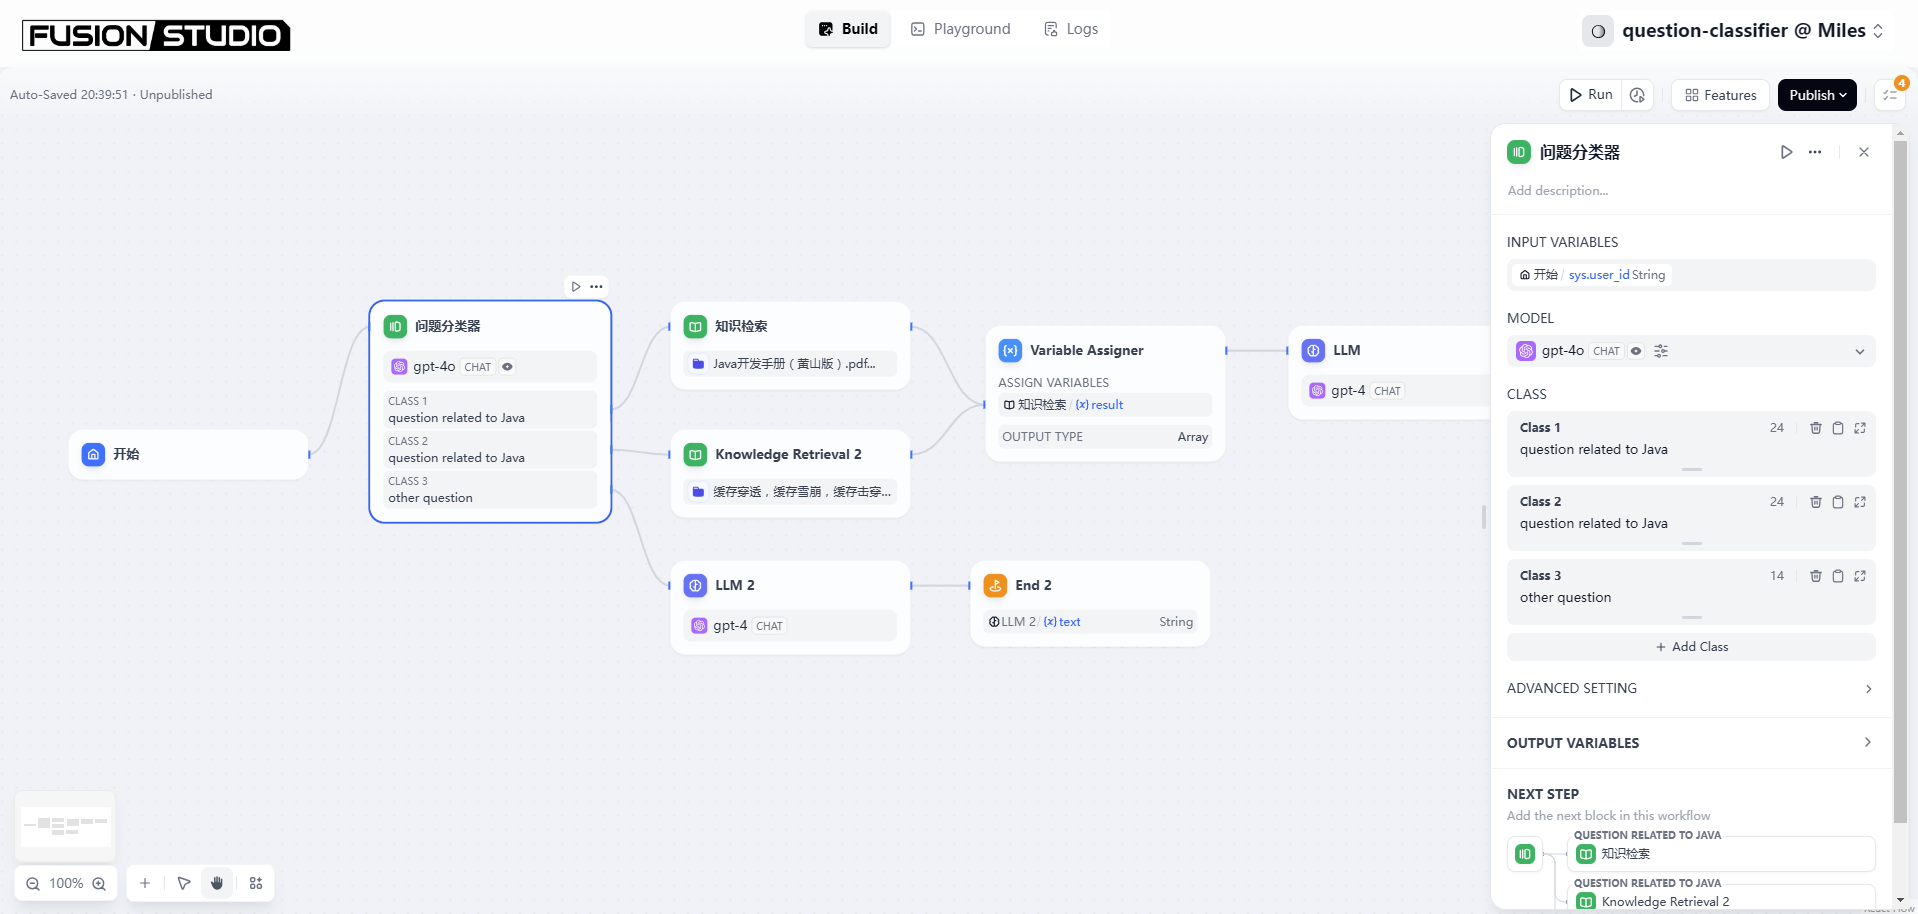 FUSION STUDIO
Build
Playground
Logs
question-classifier @ Miles
Auto-Saved 20:39:51 · Unpublished
Run
Features
Publish
4
开始
问题分类器
gpt-4o CHAT
CLASS 1
question related to Java
CLASS 2
question related to Java
CLASS 3
other question
知识检索
Java开发手册（黄山版）.pdf...
Knowledge Retrieval 2
缓存穿透，缓存雪崩，缓存击穿...
LLM 2
gpt-4 CHAT
End 2
LLM 2 / (x) text String
Variable Assigner
ASSIGN VARIABLES
知识检索 / (x) result
OUTPUT TYPE Array
LLM
gpt-4 CHAT
100%
问题分类器
Add description...
INPUT VARIABLES
开始 / sys.user_id String
MODEL
gpt-4o CHAT
CLASS
Class 1 24
question related to Java
Class 2 24
question related to Java
Class 3 14
other question
+ Add Class
ADVANCED SETTING
OUTPUT VARIABLES
NEXT STEP
Add the next block in this workflow
QUESTION RELATED TO JAVA
知识检索
QUESTION RELATED TO JAVA
Knowledge Retrieval 2